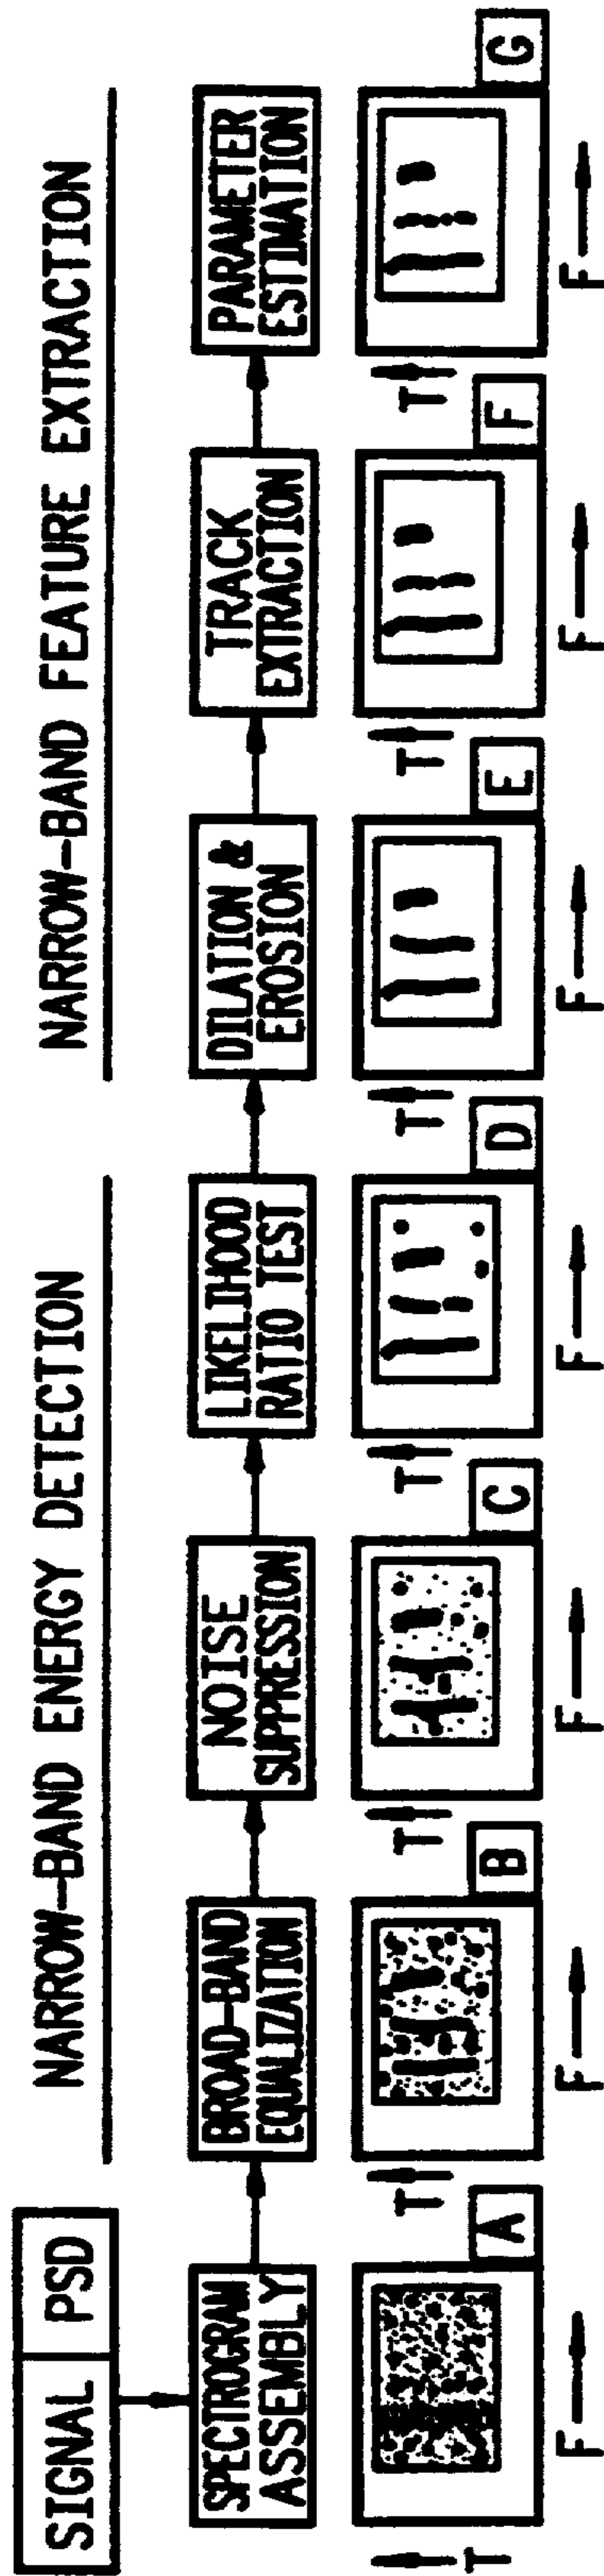 SIGNAL PSD
NARROW-BAND ENERGY DETECTION
NARROW-BAND FEATURE EXTRACTION
SPECTROGRAM
ASSEMBLY
BROAD-BAND
EQUALIZATION
NOISE
SUPPRESSION
LIKELIHOOD
RATIO TEST
DILATION &
EROSION
TRACK
EXTRACTION
PARAMETER
ESTIMATION
T
F
A
T
F
B
T
F
C
T
F
D
T
F
E
T
F
F
T
F
G